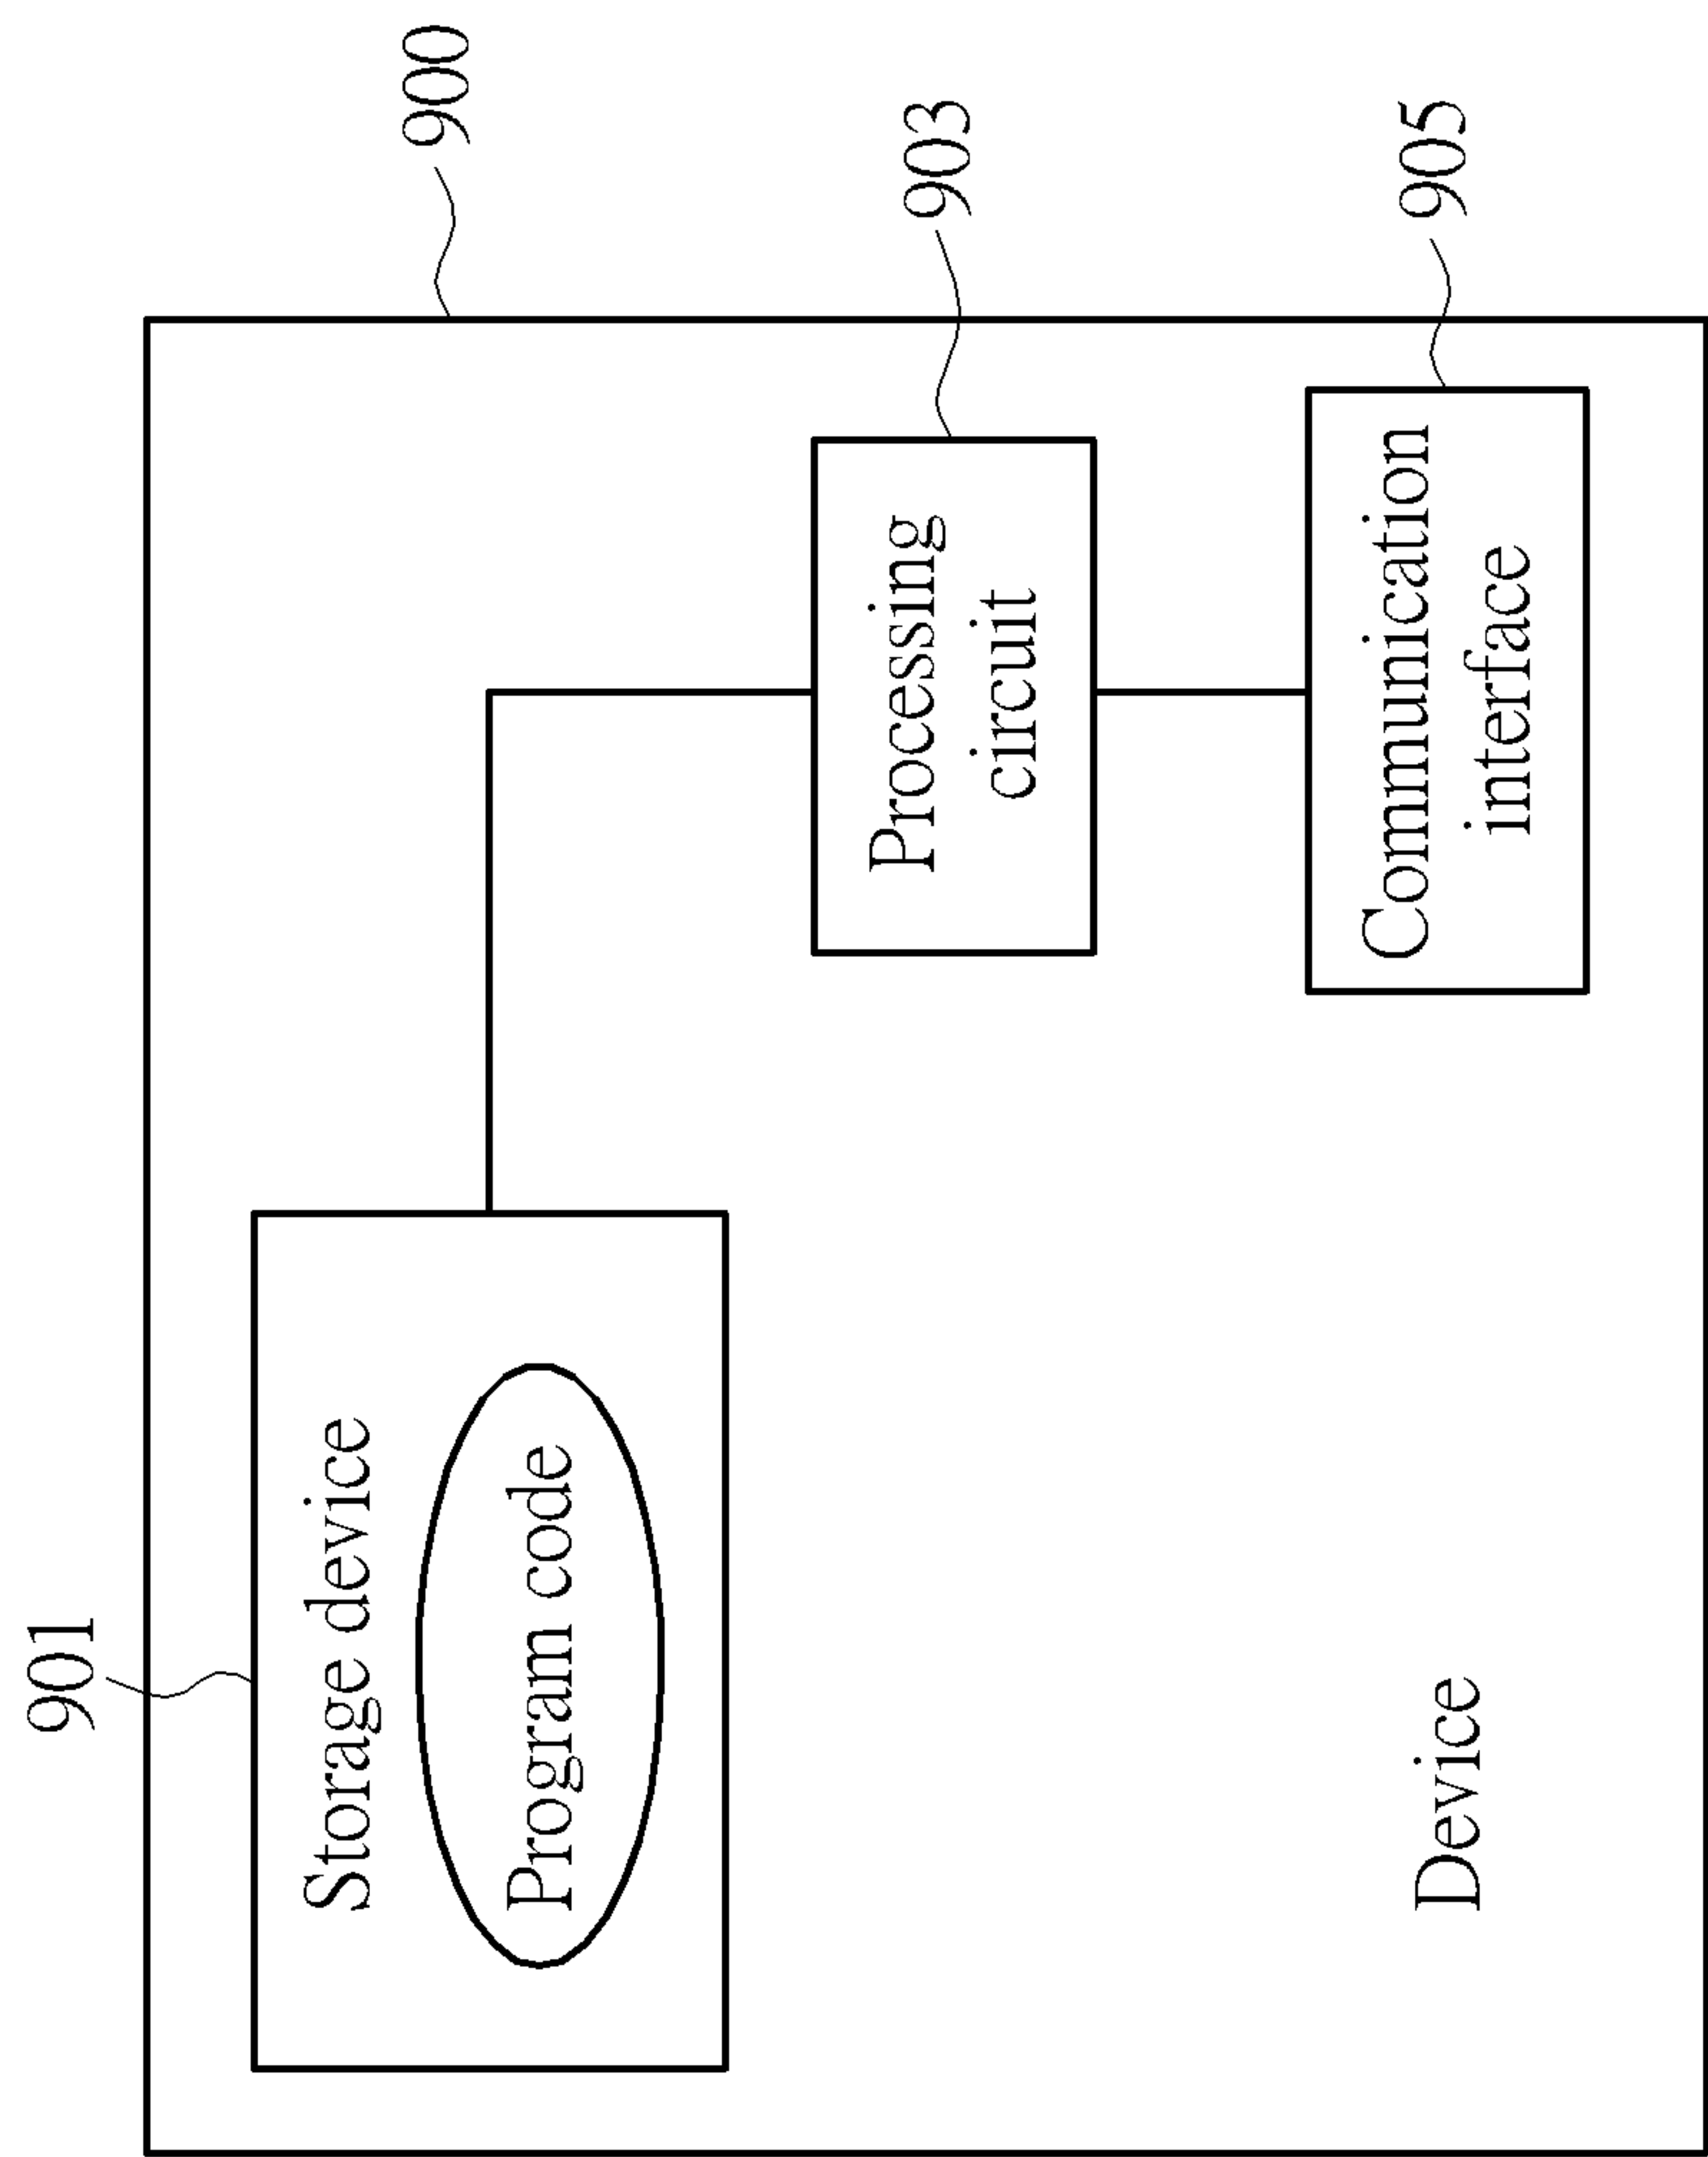 901
Storage device
Program code
900
Processing
circuit
903
Communication
interface
905
Device